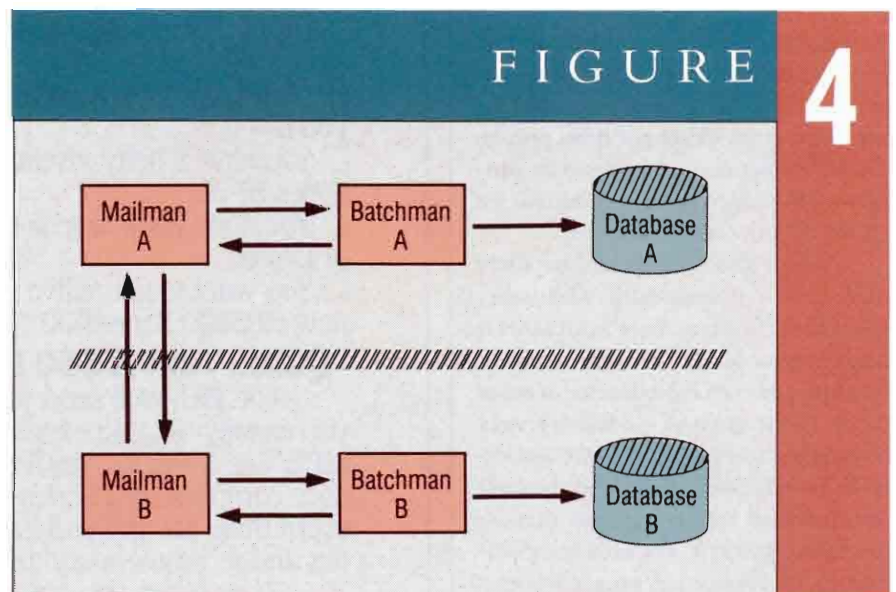 FIGURE 4
Mailman
A
Batchman
A
Database
A
Mailman
B
Batchman
B
Database
B